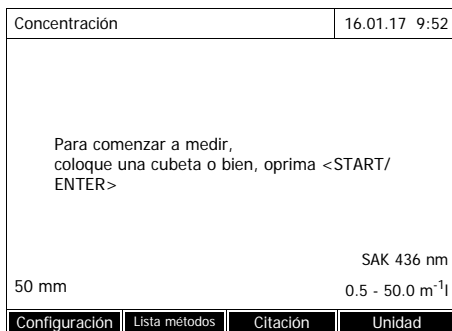 Concentración 16.01.17 9:52
Para comenzar a medir,
coloque una cubeta o bien, oprima <START/
ENTER>
SAK 436 nm
50 mm 0.5 - 50.0 m⁻¹l
Configuración Lista métodos Citación Unidad